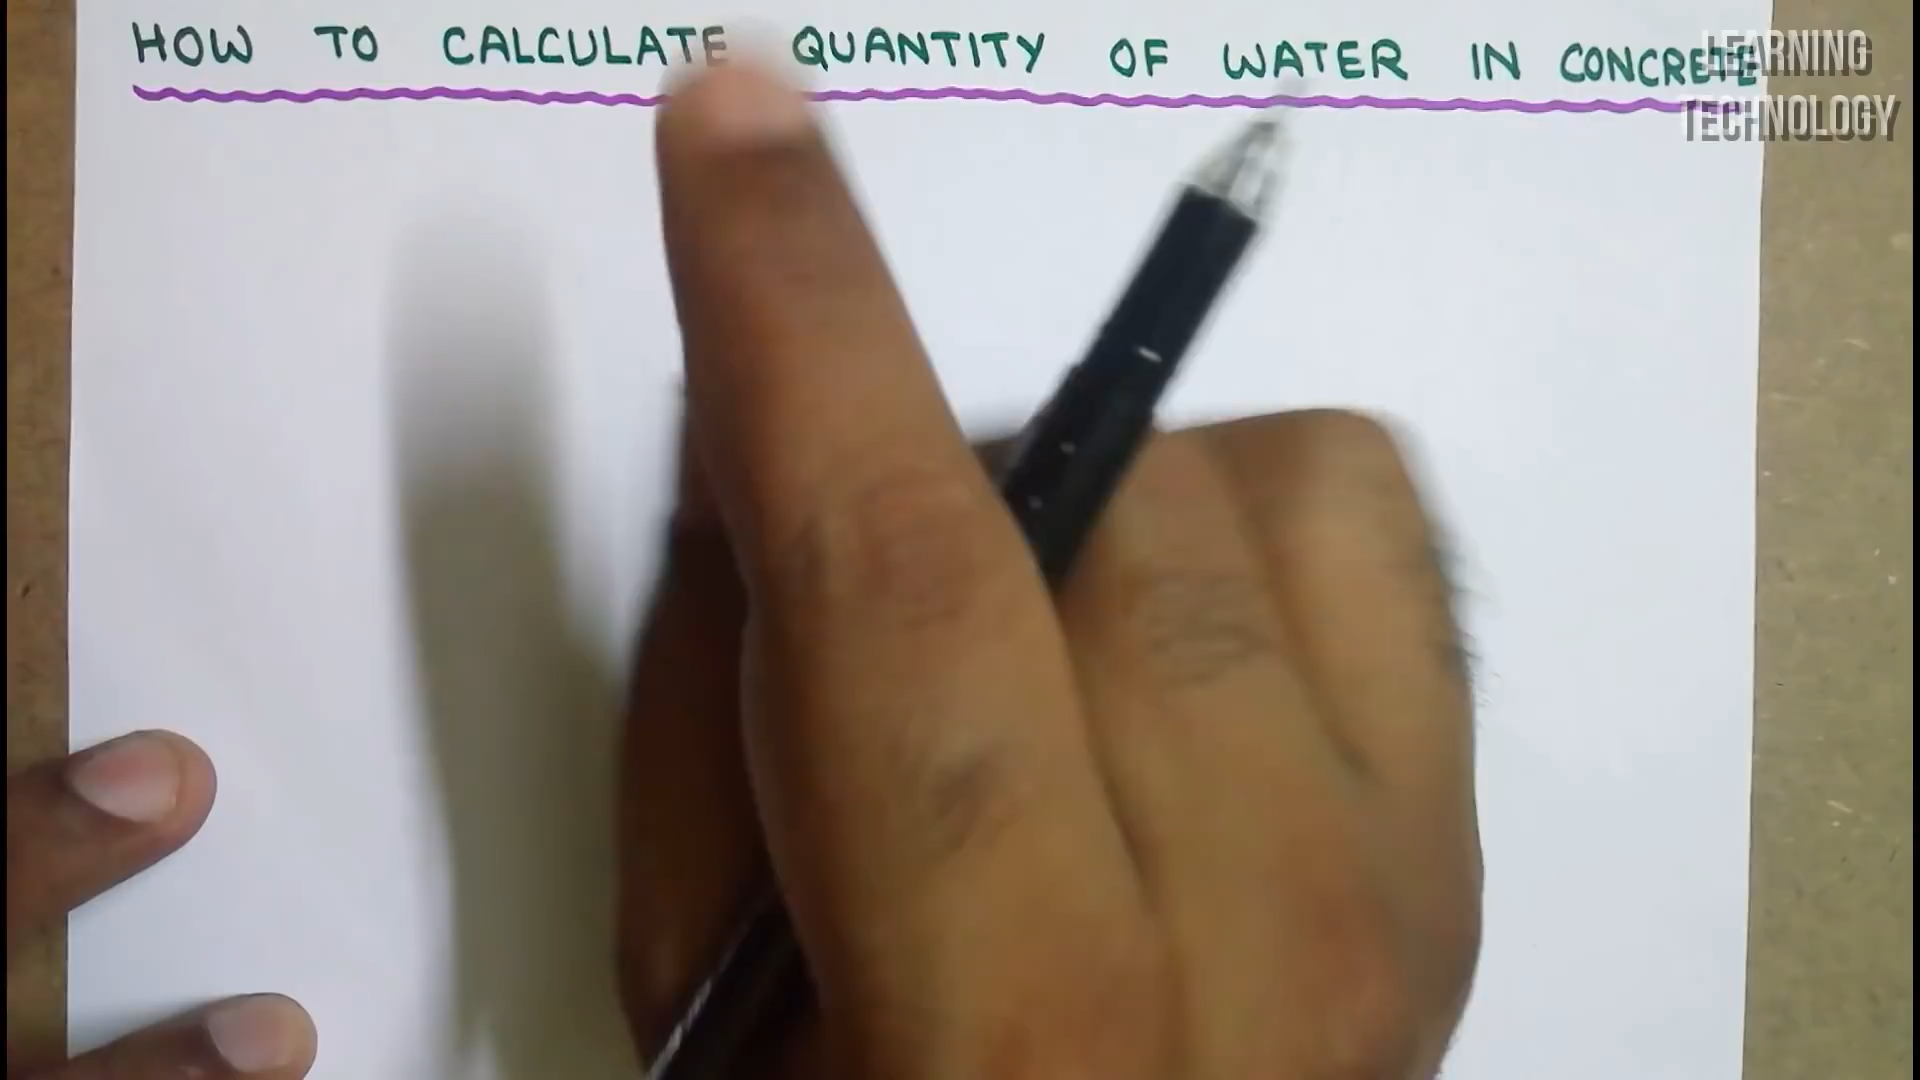 HOW TO CALCULATE QUANTITY OF WATER IN CONCRETE
LEARNING
TECHNOLOGY